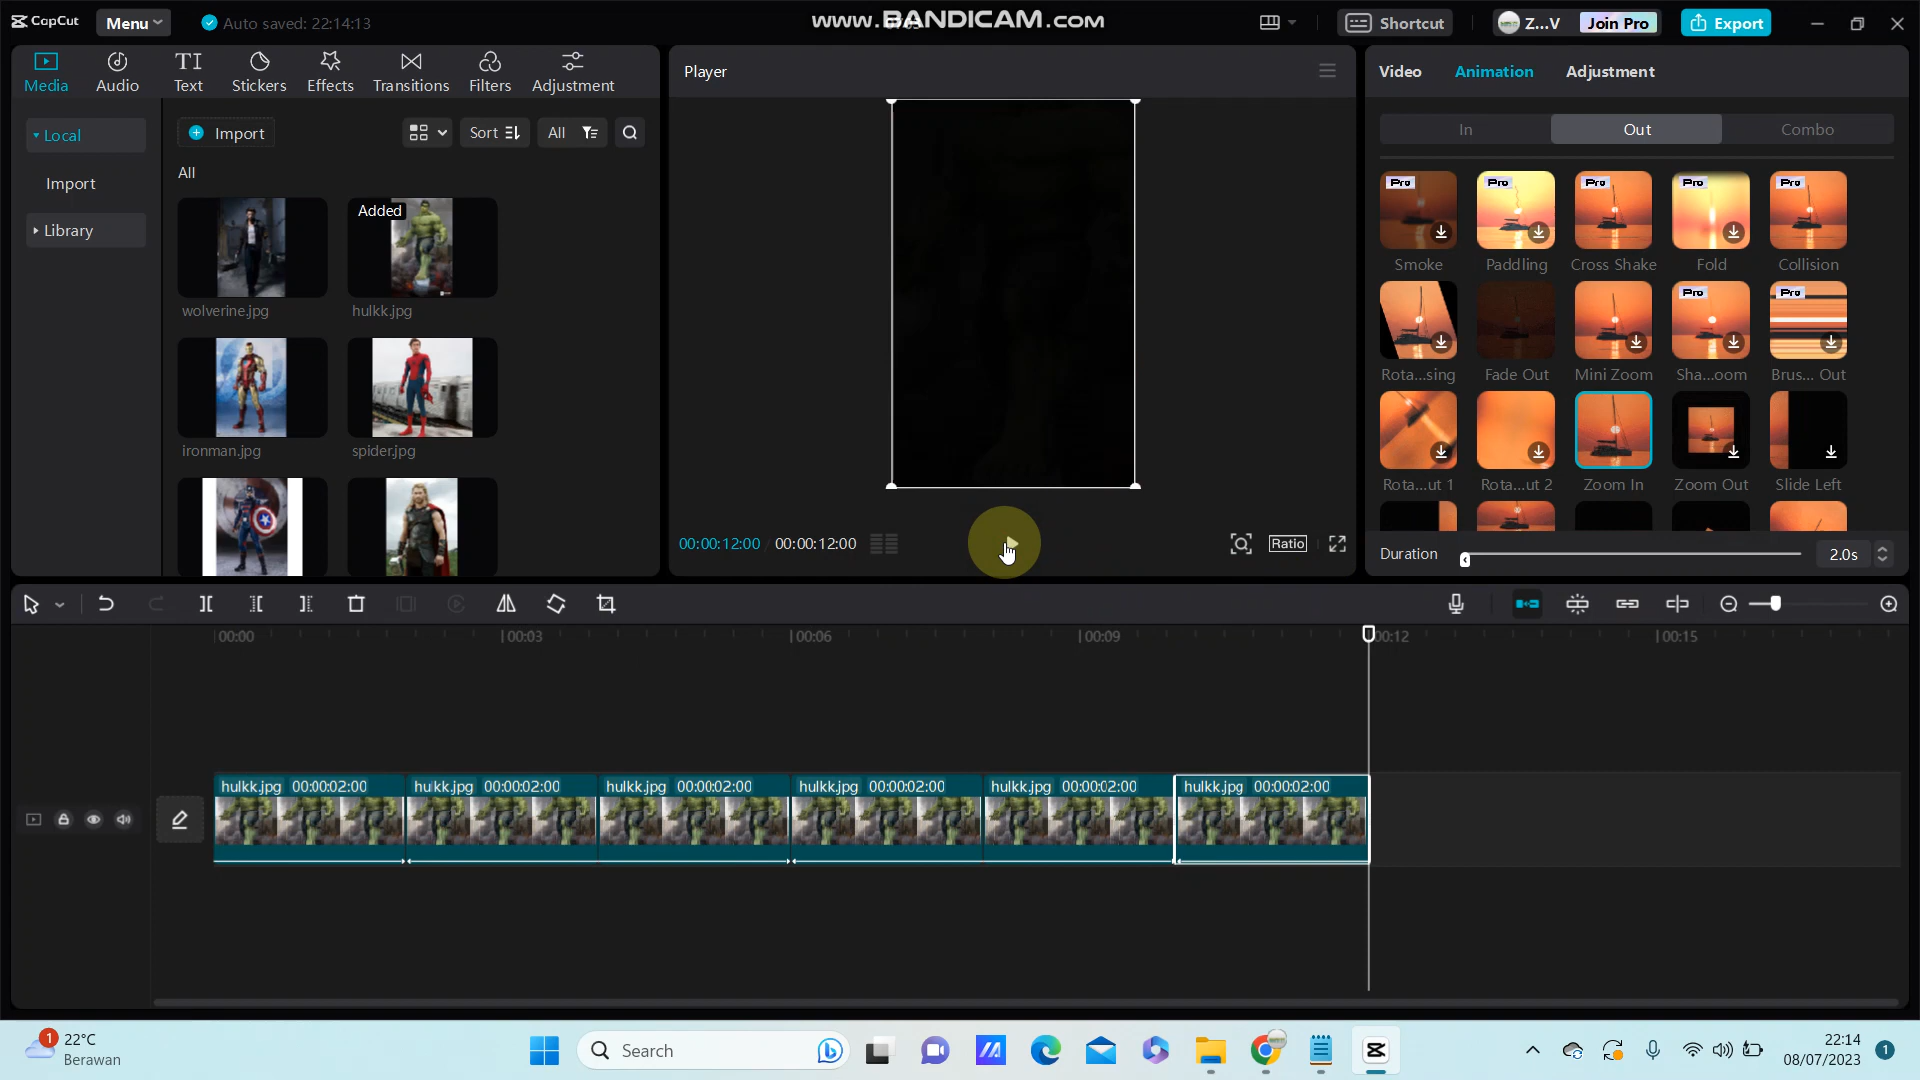 CapCut
Menu
Auto saved: 22:14:13
www.BANDICAM.com
Shortcut
Z...V
Join Pro
Export
Media
Audio
Text
Stickers
Effects
Transitions
Filters
Adjustment
Player
Video
Animation
Adjustment
Local
Import
Library
Import
Sort
All
All
Added
wolverine.jpg
hulkk.jpg
ironman.jpg
spider.jpg
In
Out
Combo
Pro
Pro
Pro
Pro
Pro
Smoke
Paddling
Cross Shake
Fold
Collision
Pro
Pro
Rota...sing
Fade Out
Mini Zoom
Sha...oom
Brus... Out
Rota...ut 1
Rota...ut 2
Zoom In
Zoom Out
Slide Left
00:00:12:00
00:00:12:00
Ratio
Duration
2.0s
00:00
00:03
00:06
00:09
00:12
00:15
hulkk.jpg 00:00:02:00
hulkk.jpg 00:00:02:00
hulkk.jpg 00:00:02:00
hulkk.jpg 00:00:02:00
hulkk.jpg 00:00:02:00
hulkk.jpg 00:00:02:00
1
22°C
Berawan
Search
22:14
08/07/2023
1